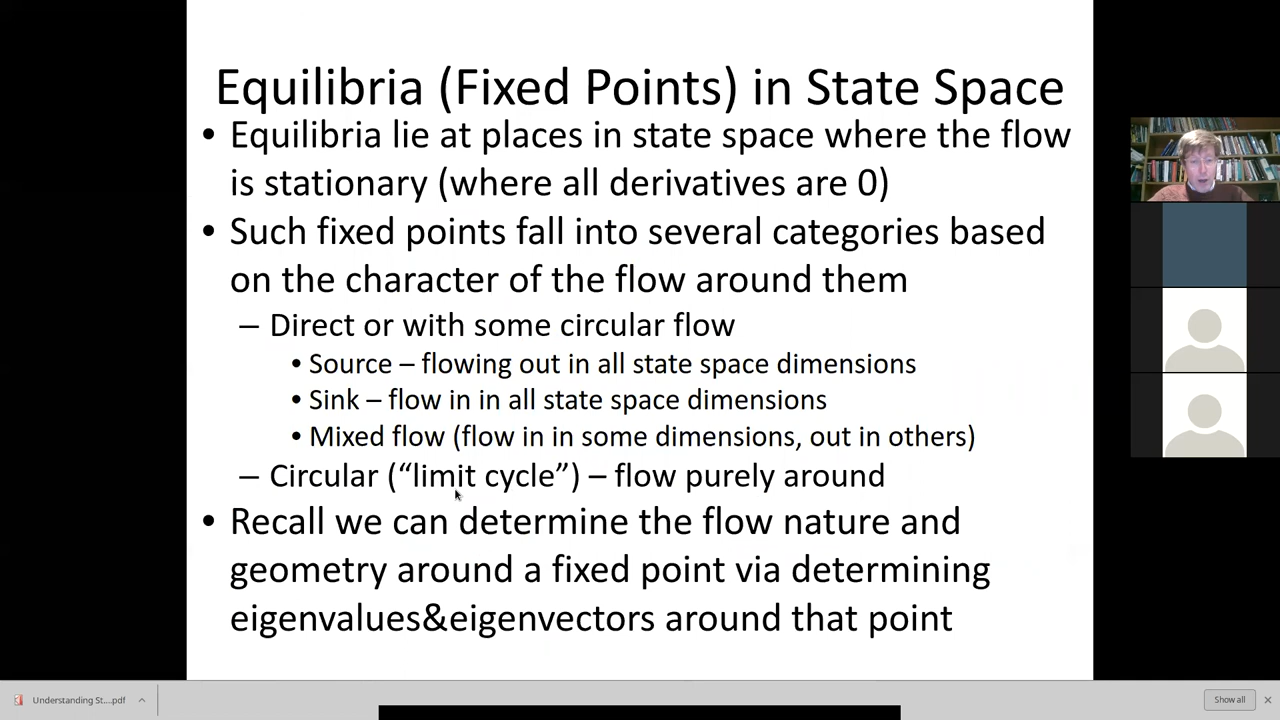 Equilibria (Fixed Points) in State Space
• Equilibria lie at places in state space where the flow
is stationary (where all derivatives are 0)
• Such fixed points fall into several categories based
on the character of the flow around them
– Direct or with some circular flow
• Source – flowing out in all state space dimensions
• Sink – flow in in all state space dimensions
• Mixed flow (flow in in some dimensions, out in others)
– Circular (“limit cycle”) – flow purely around
• Recall we can determine the flow nature and
geometry around a fixed point via determining
eigenvalues&eigenvectors around that point
Understanding St....pdf
Show all